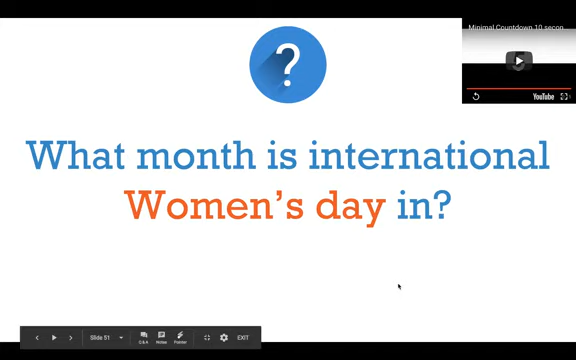 Minimal Countdown 10 secon
?
YouTube
What month is international
Women's day in?
Slide 51
Q&A
Notes
Pointer
EXIT